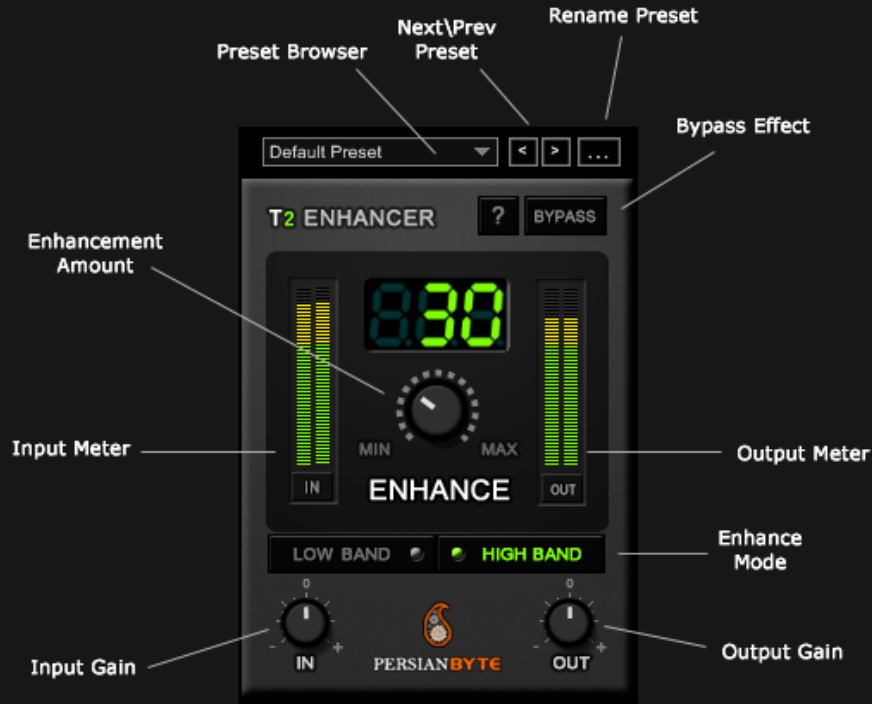 Rename Preset
Next\Prev
Preset
Preset Browser
Bypass Effect
Default Preset
< > ...
T2 ENHANCER
? BYPASS
Enhancement
Amount
30
MIN
MAX
Input Meter
Output Meter
IN
ENHANCE
OUT
LOW BAND
HIGH BAND
Enhance
Mode
0
0
- +
- +
IN
PERSIANBYTE
OUT
Input Gain
Output Gain